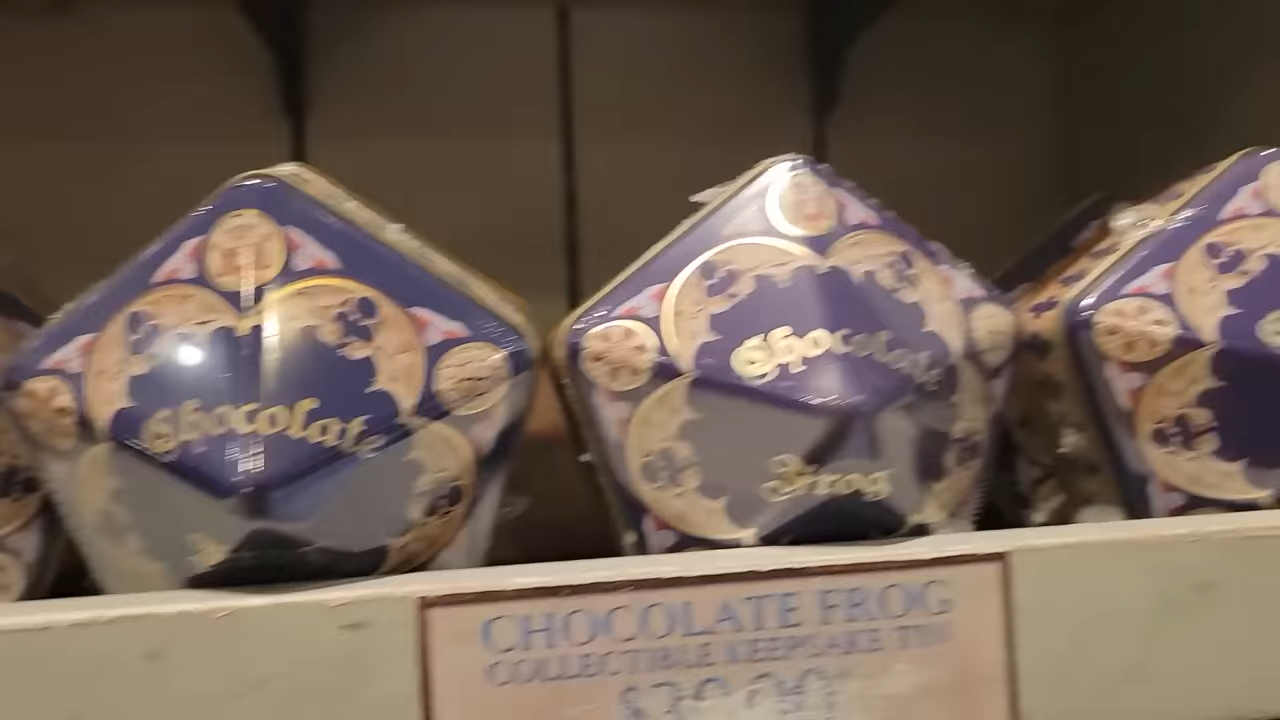 Chocolate
Chocolate
Frog
CHOCOLATE FROG
COLLECTIBLE KEEPSAKE TIN